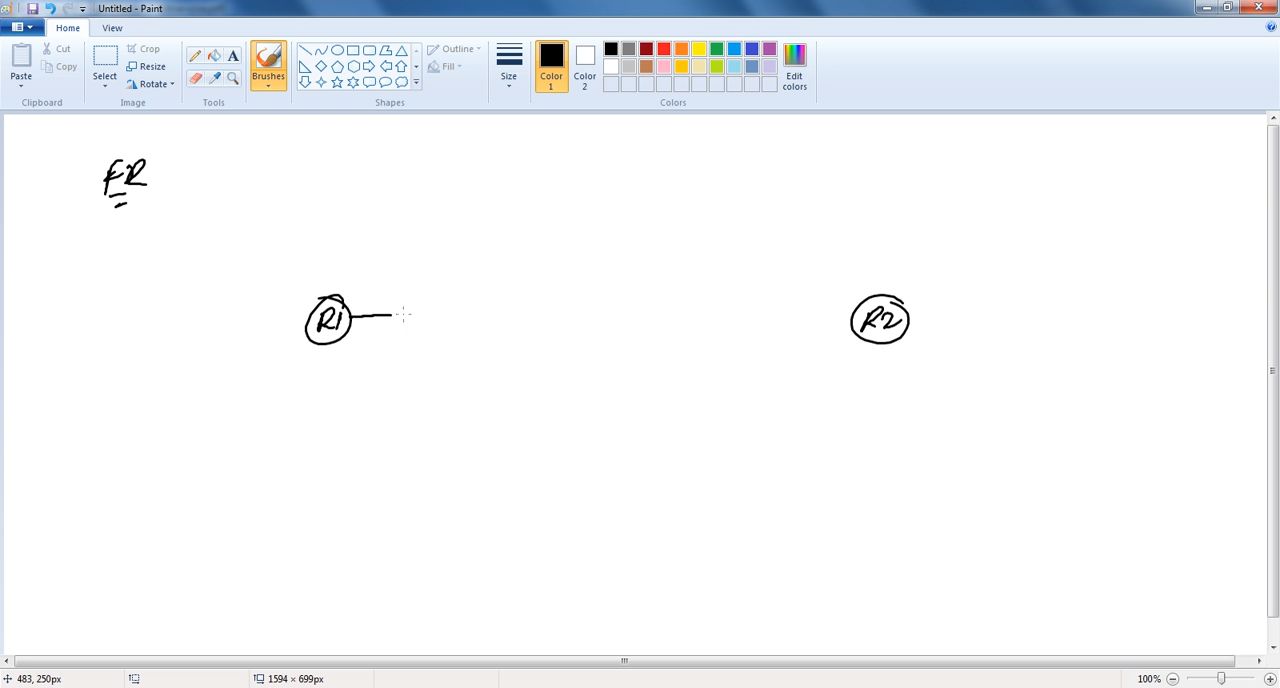 Untitled - Paint
Home View
Paste
Cut
Copy
Clipboard
Select
Crop
Resize
Rotate
Image
Tools
A
Brushes
Shapes
Outline
Fill
Size
Color
1
Color
2
Edit
colors
Colors
FR
R1 R2
483, 250px
1594 × 699px
100%